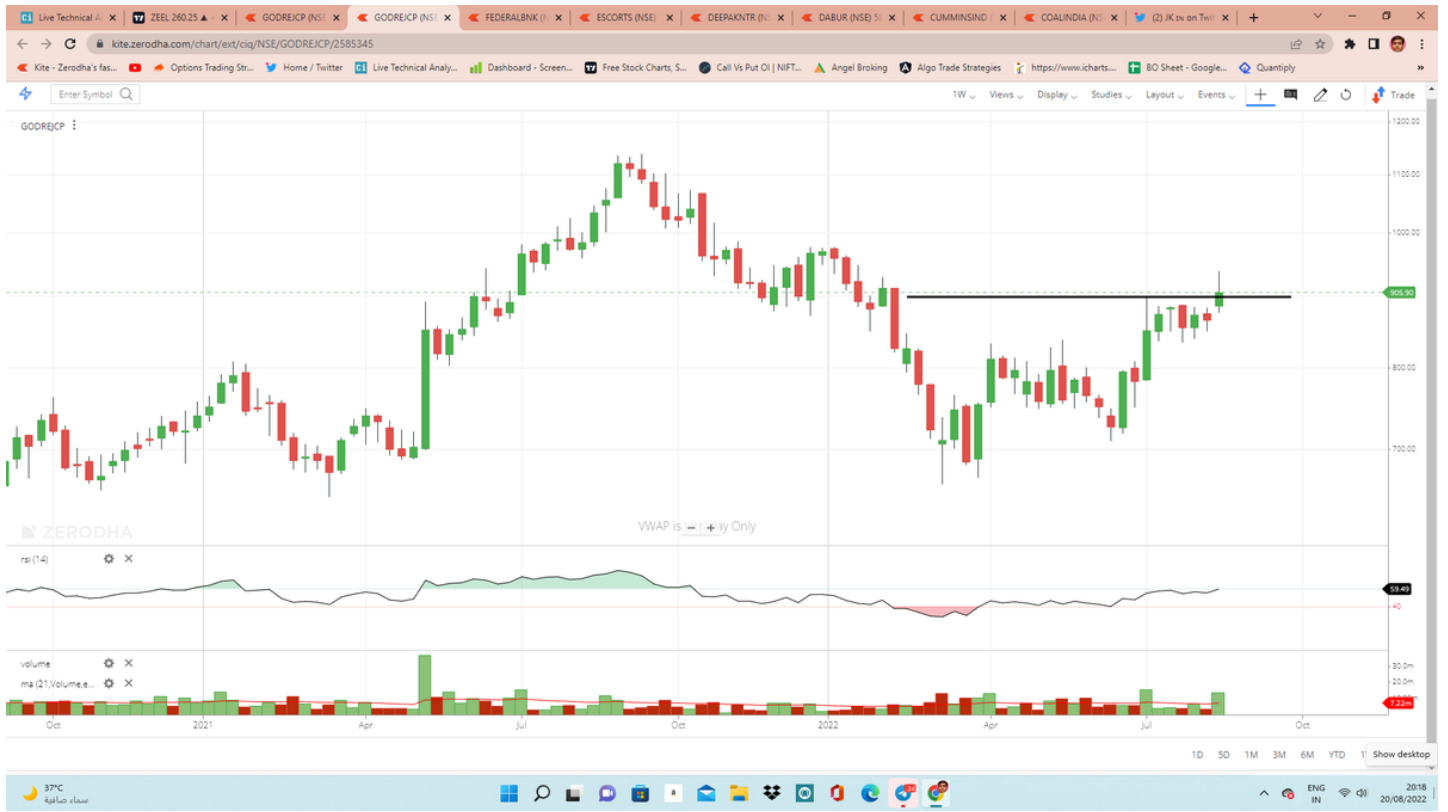 Live Technical A
ZEEL 260.25 ▲
GODREJCP (NSE
GODREJCP (NSE
FEDERALBNK (N
ESCORTS (NSE)
DEEPAKNTR (N
DABUR (NSE) 5
CUMMINSIND (
COALINDIA (NS
(2) JK IN on Twit
kite.zerodha.com/chart/ext/ciq/NSE/GODREJCP/2585345
Kite - Zerodha's fas...
Options Trading Str...
Home / Twitter
Live Technical Analy...
Dashboard - Screen...
Free Stock Charts, S...
Call Vs Put OI | NIFT...
Angel Broking
Algo Trade Strategies
https://www.icharts....
BO Sheet - Google...
Quantiply
»
Enter Symbol
1W Views Display Studies Layout Events Trade
GODREJCP
1200.00
1100.00
1000.00
905.90
800.00
700.00
ZERODHA
VWAP is − + ay Only
rsi (14)
59.49
40
volume
ma (21,Volume,e...
30.0m
20.0m
7.22m
Oct 2021 Apr Jul Oct 2022 Apr Jul Oct
1D 5D 1M 3M 6M YTD Show desktop
37°C
سماء صافية
ENG
IN
20:18
20/08/2022